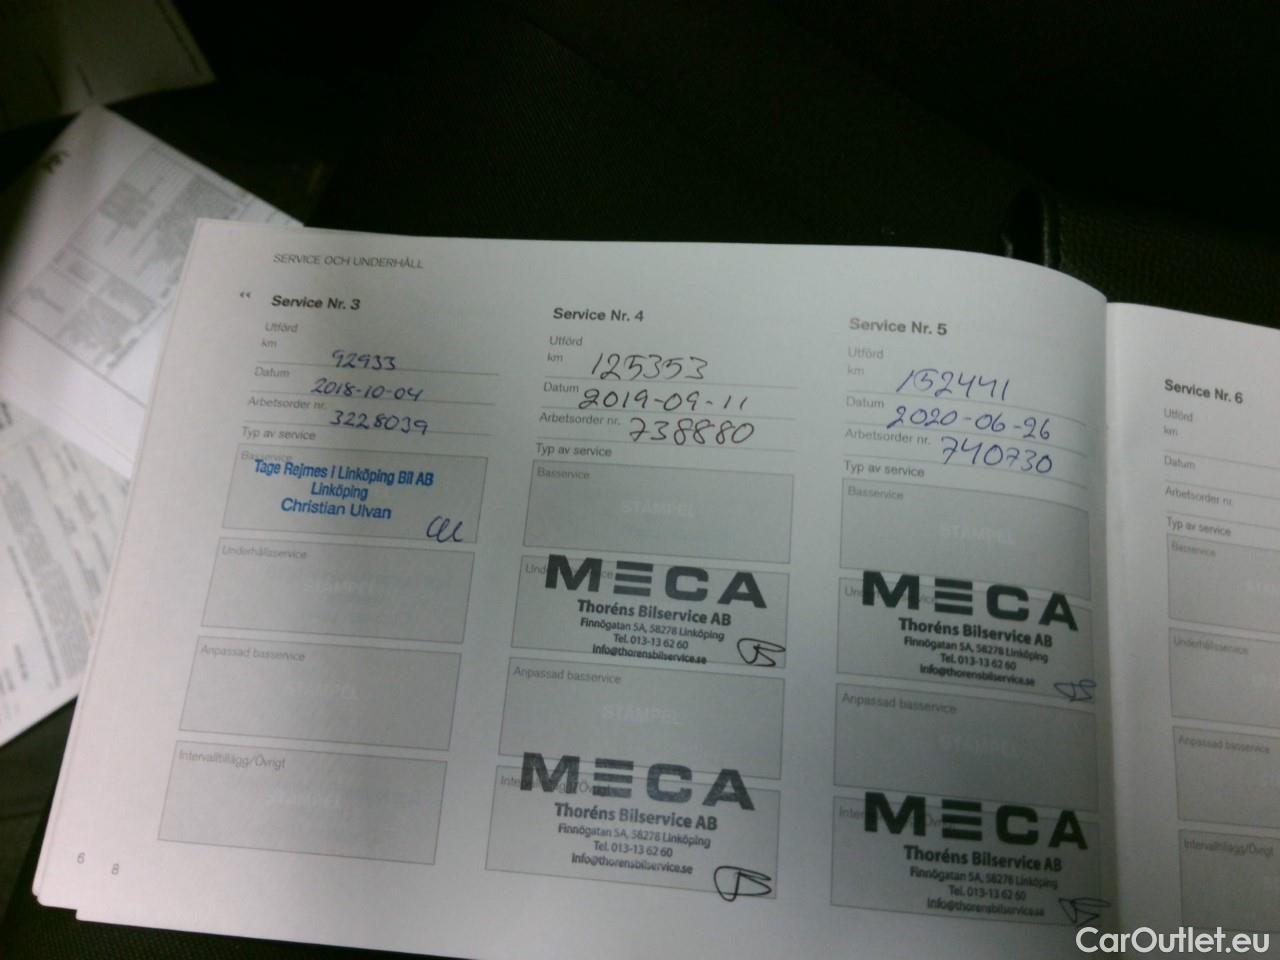 SERVICE OCH UNDERHÅLL
‹‹ Service Nr. 3
Utförd
km 92933
Datum 2018-10-04
Arbetsorder nr. 3228039
Typ av service
Basservice
Tage Rejmes i Linköping Bil AB
Linköping
Christian Ulvan
Underhållsservice
STÄMPEL
Anpassad basservice
STÄMPEL
Intervalltillägg/Övrigt
STÄMPEL
6 8
Service Nr. 4
Utförd
km 125353
Datum 2019-09-11
Arbetsorder nr. 738880
Typ av service
Basservice
STÄMPEL
MECA
Thoréns Bilservice AB
Finnögatan 5A, 58278 Linköping
Tel. 013-13 62 60
Info@thorensbilservice.se
Anpassad basservice
STÄMPEL
MECA
Thoréns Bilservice AB
Finnögatan 5A, 58278 Linköping
Tel. 013-13 62 60
Info@thorensbilservice.se
Service Nr. 5
Utförd
km 152441
Datum 2020-06-26
Arbetsorder nr. 740730
Typ av service
Basservice
STÄMPEL
MECA
Thoréns Bilservice AB
Finnögatan 5A, 58278 Linköping
Tel. 013-13 62 60
Info@thorensbilservice.se
Anpassad basservice
STÄMPEL
MECA
Thoréns Bilservice AB
Finnögatan 5A, 58278 Linköping
Tel. 013-13 62 60
Info@thorensbilservice.se
Service Nr. 6
Utförd
km
Datum
Arbetsorder nr.
Typ av service
Basservice
Underhållsservice
Anpassad basservice
Intervalltillägg/Övrigt
CarOutlet.eu